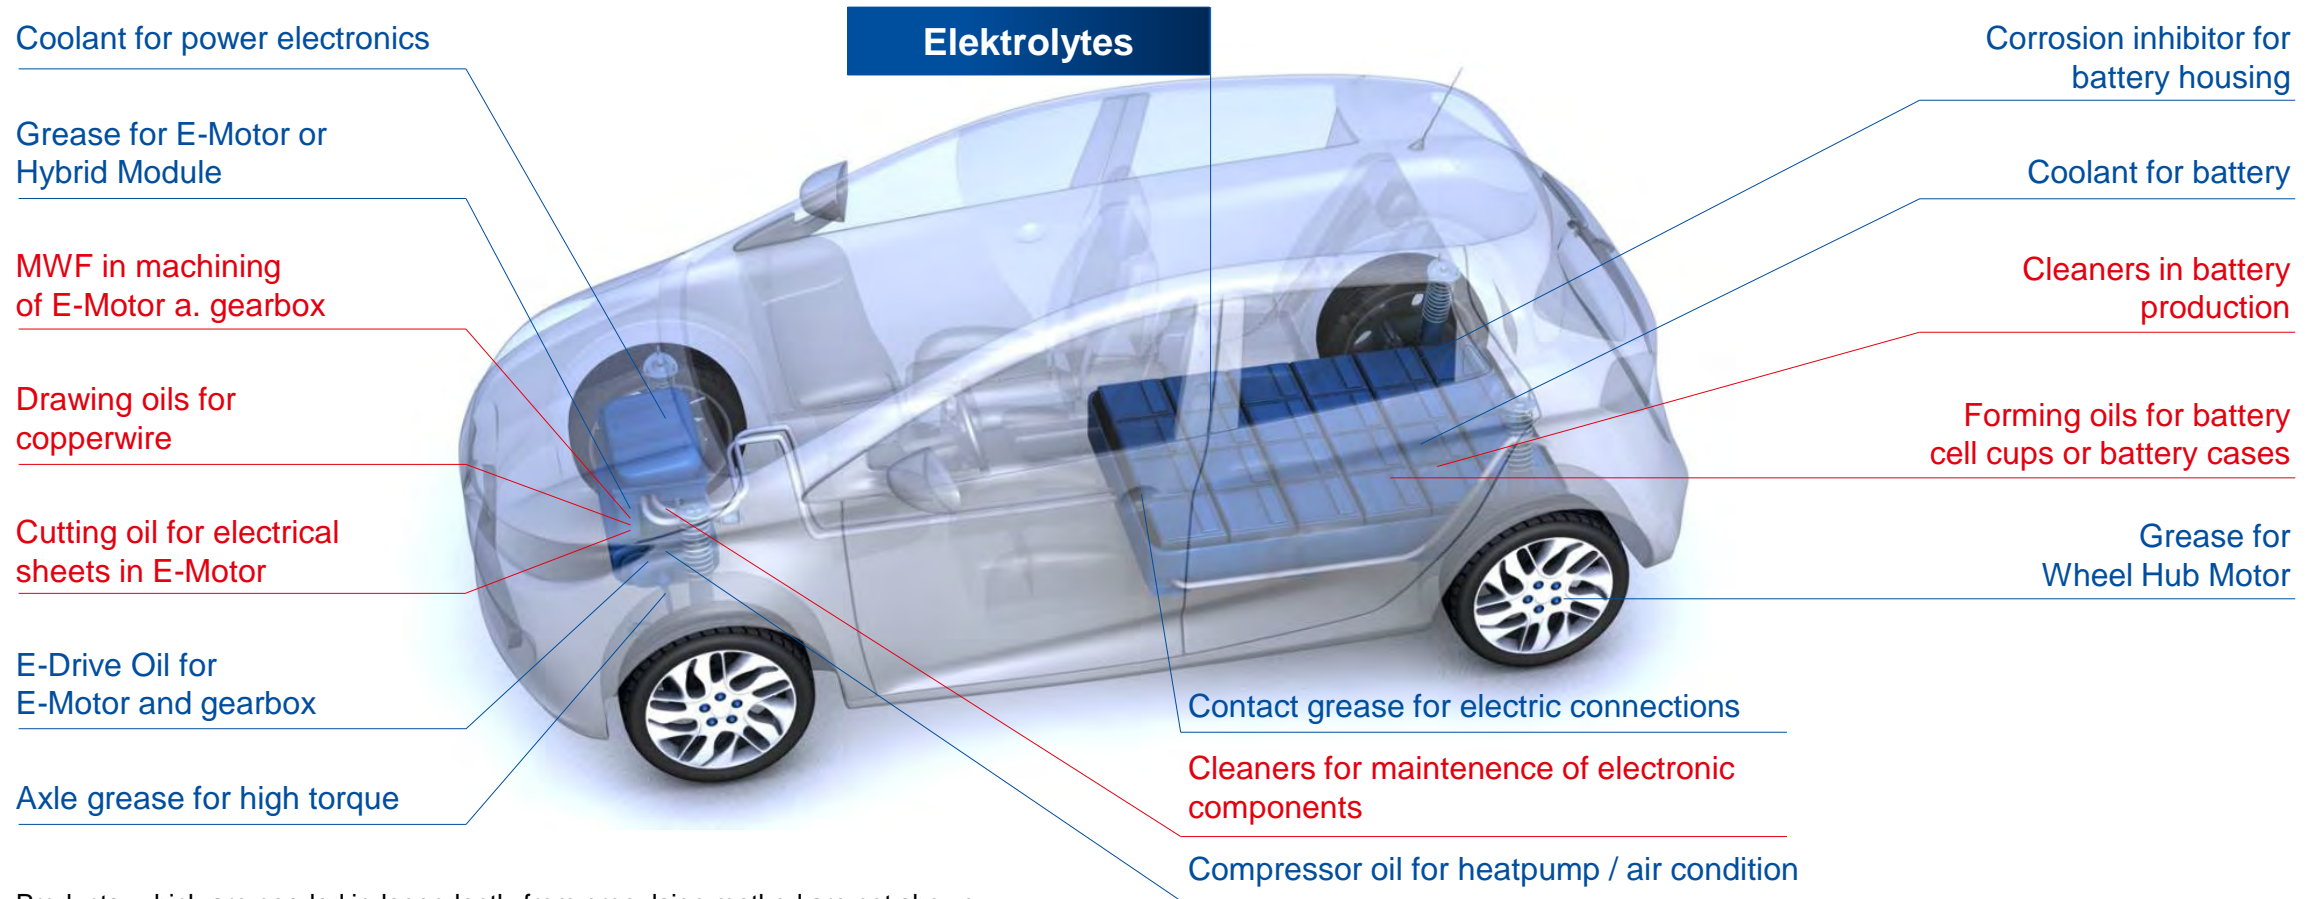 Coolant for power electronics
Grease for E-Motor or
Hybrid Module
MWF in machining
of E-Motor a. gearbox
Drawing oils for
copperwire
Cutting oil for electrical
sheets in E-Motor
E-Drive Oil for
E-Motor and gearbox
Axle grease for high torque
Elektrolytes
Corrosion inhibitor for
battery housing
Coolant for battery
Cleaners in battery
production
Forming oils for battery
cell cups or battery cases
Grease for
Wheel Hub Motor
Contact grease for electric connections
Cleaners for maintenence of electronic
components
Compressor oil for heatpump / air condition